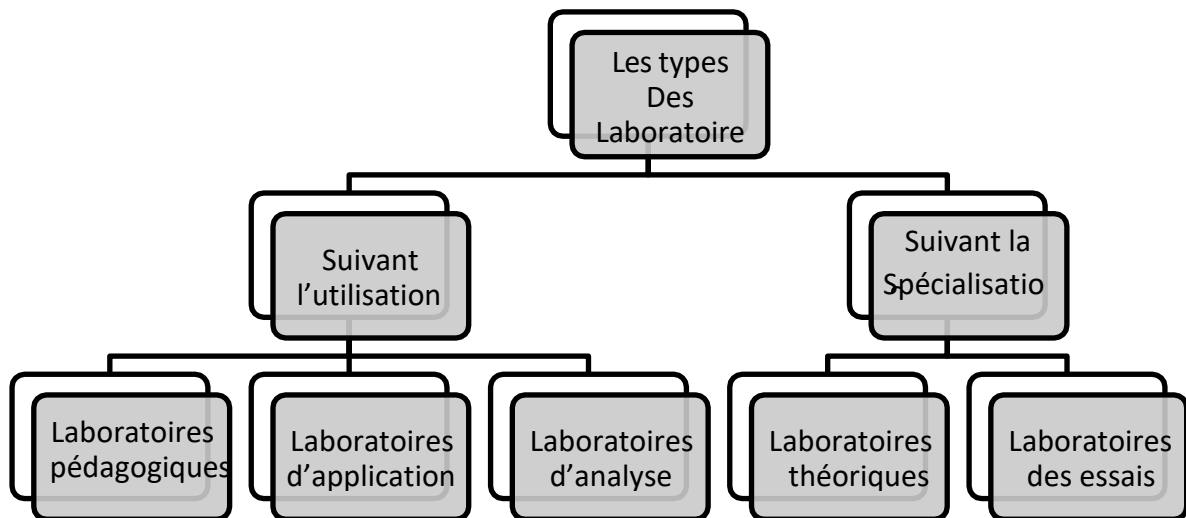 Les types
Des
Laboratoire
Suivant
l’utilisation
Suivant la
Spécialisatio
Laboratoires
pédagogiques
Laboratoires
d’application
Laboratoires
d’analyse
Laboratoires
théoriques
Laboratoires
des essais